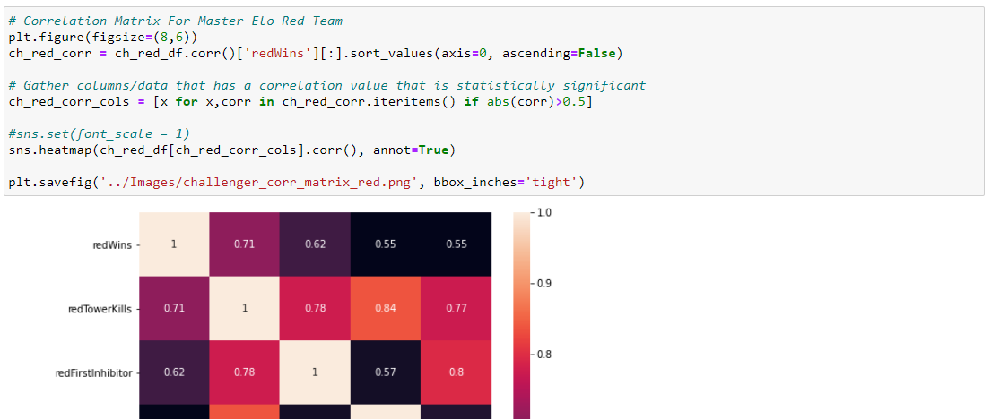 # Correlation Matrix For Master Elo Red Team
plt.figure(figsize=(8,6))
ch_red_corr = ch_red_df.corr()['redWins'][:].sort_values(axis=0, ascending=False)
# Gather columns/data that has a correlation value that is statistically significant
ch_red_corr_cols = [x for x,corr in ch_red_corr.iteritems() if abs(corr)>0.5]
#sns.set(font_scale = 1)
sns.heatmap(ch_red_df[ch_red_corr_cols].corr(), annot=True)
plt.savefig('../Images/challenger_corr_matrix_red.png', bbox_inches='tight')
1.0
redWins 1 0.71 0.62 0.55 0.55
0.9
redTowerKills 0.71 1 0.78 0.84 0.77
0.8
redFirstInhibitor 0.62 0.78 1 0.57 0.8